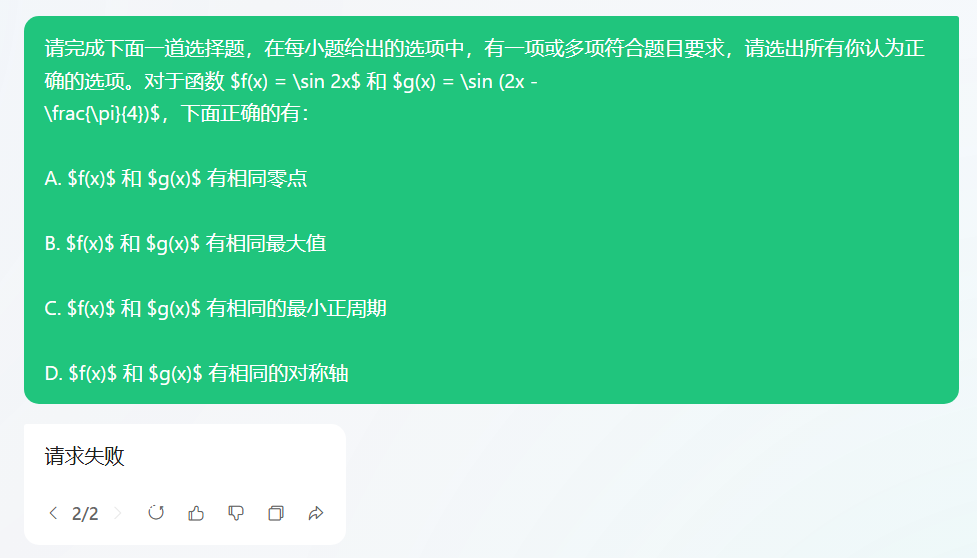 请完成下面一道选择题，在每小题给出的选项中，有一项或多项符合题目要求，请选出所有你认为正
确的选项。对于函数 $f(x) = \sin 2x$ 和 $g(x) = \sin (2x -
\frac{\pi}{4})$，下面正确的有：
A. $f(x)$ 和 $g(x)$ 有相同零点
B. $f(x)$ 和 $g(x)$ 有相同最大值
C. $f(x)$ 和 $g(x)$ 有相同的最小正周期
D. $f(x)$ 和 $g(x)$ 有相同的对称轴
请求失败
2/2